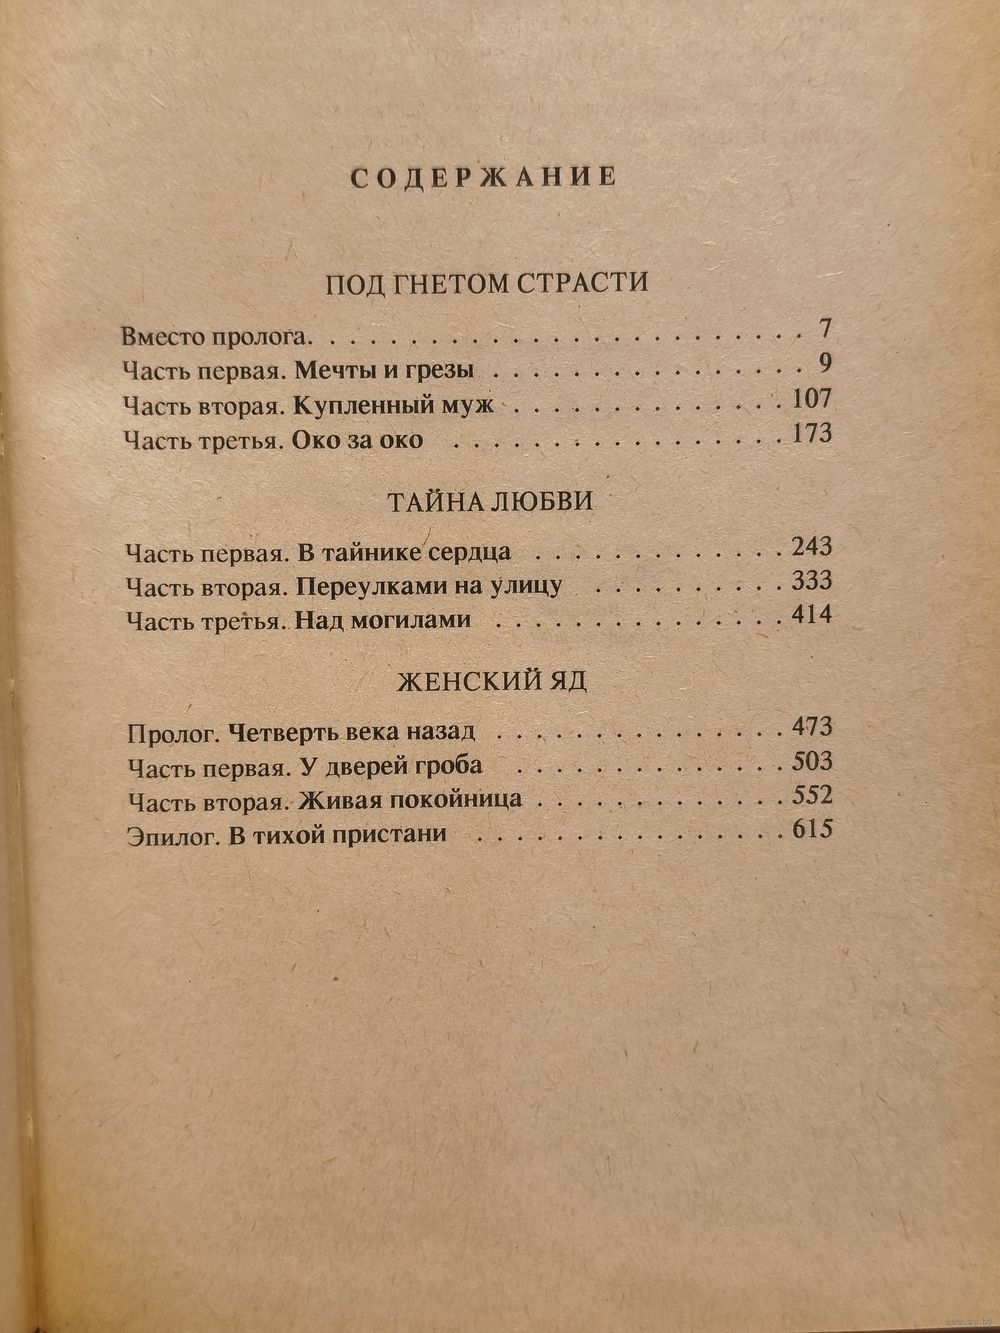 СОДЕРЖАНИЕ
ПОД ГНЕТОМ СТРАСТИ
Вместо пролога. . . . . . . . . . . . . . . . . . . . . . . . . 7
Часть первая. Мечты и грезы . . . . . . . . . . . . . . . . 9
Часть вторая. Купленный муж . . . . . . . . . . . . . . 107
Часть третья. Око за око . . . . . . . . . . . . . . . . . 173
ТАЙНА ЛЮБВИ
Часть первая. В тайнике сердца . . . . . . . . . . . . . 243
Часть вторая. Переулками на улицу . . . . . . . . . . 333
Часть третья. Над могилами . . . . . . . . . . . . . . . 414
ЖЕНСКИЙ ЯД
Пролог. Четверть века назад . . . . . . . . . . . . . . . 473
Часть первая. У дверей гроба . . . . . . . . . . . . . . 503
Часть вторая. Живая покойница . . . . . . . . . . . . . 552
Эпилог. В тихой пристани . . . . . . . . . . . . . . . . 615
www.ay.by